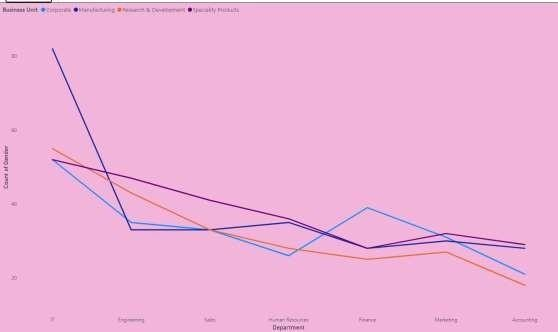 Business Unit Corporate Manufacturing Research & Development Speciality Products
80
60
40
20
Count of Gender
IT Engineering Sales Human Resources Finance Marketing Accounting
Department